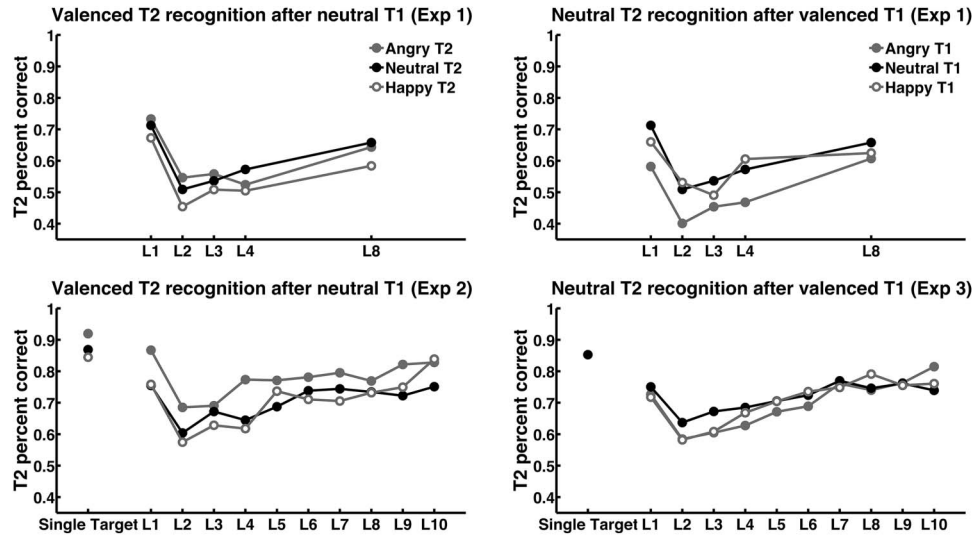 Valenced T2 recognition after neutral T1 (Exp 1)
T2 percent correct
1
0.9
0.8
0.7
0.6
0.5
0.4
Angry T2
Neutral T2
Happy T2
L1 L2 L3 L4 L8
Neutral T2 recognition after valenced T1 (Exp 1)
T2 percent correct
1
0.9
0.8
0.7
0.6
0.5
0.4
Angry T1
Neutral T1
Happy T1
L1 L2 L3 L4 L8
Valenced T2 recognition after neutral T1 (Exp 2)
T2 percent correct
1
0.9
0.8
0.7
0.6
0.5
0.4
Single Target L1 L2 L3 L4 L5 L6 L7 L8 L9 L10
Neutral T2 recognition after valenced T1 (Exp 3)
T2 percent correct
1
0.9
0.8
0.7
0.6
0.5
0.4
Single Target L1 L2 L3 L4 L5 L6 L7 L8 L9 L10